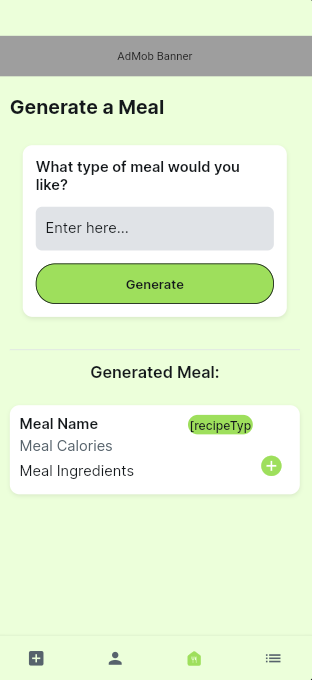 AdMob Banner
Generate a Meal
What type of meal would you
like?
Enter here...
Generate
Generated Meal:
Meal Name
[recipeTyp
Meal Calories
Meal Ingredients